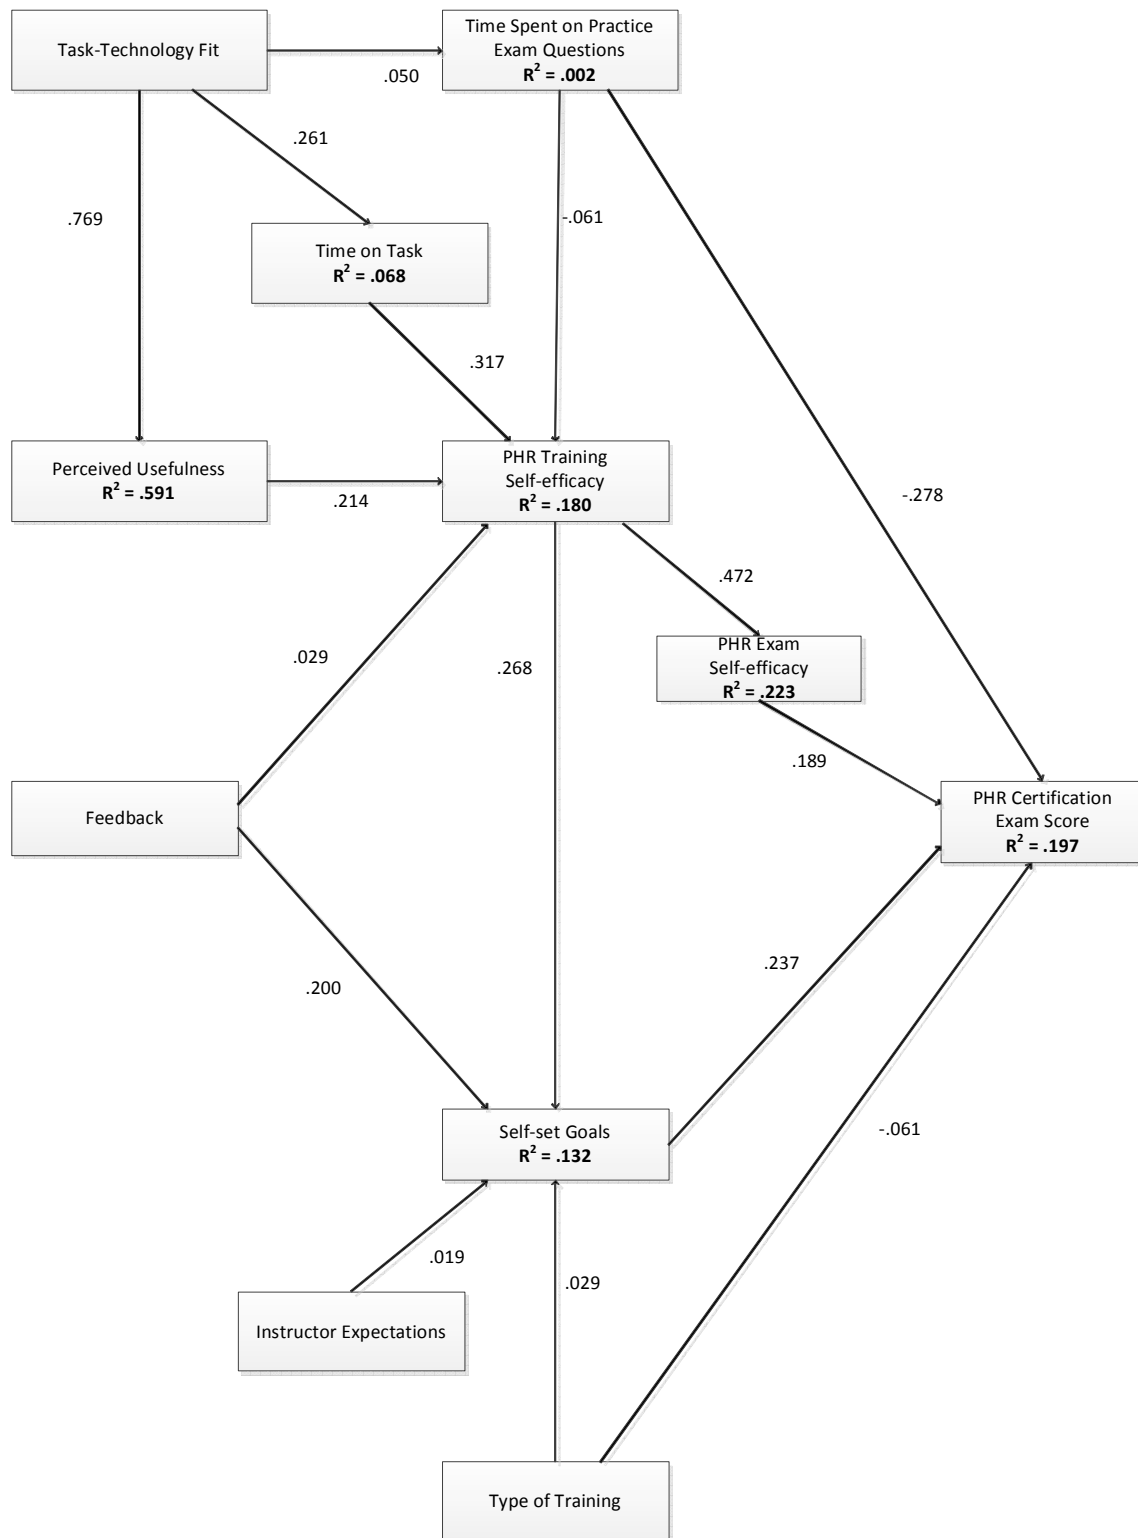 Task-Technology Fit
Time Spent on Practice
Exam Questions
R² = .002
.050
.261
.769
-.061
Time on Task
R² = .068
.317
Perceived Usefulness
R² = .591
.214
PHR Training
Self-efficacy
R² = .180
-.278
.472
.029
.268
PHR Exam
Self-efficacy
R² = .223
.189
Feedback
PHR Certification
Exam Score
R² = .197
.200
.237
Self-set Goals
R² = .132
-.061
.019
.029
Instructor Expectations
Type of Training